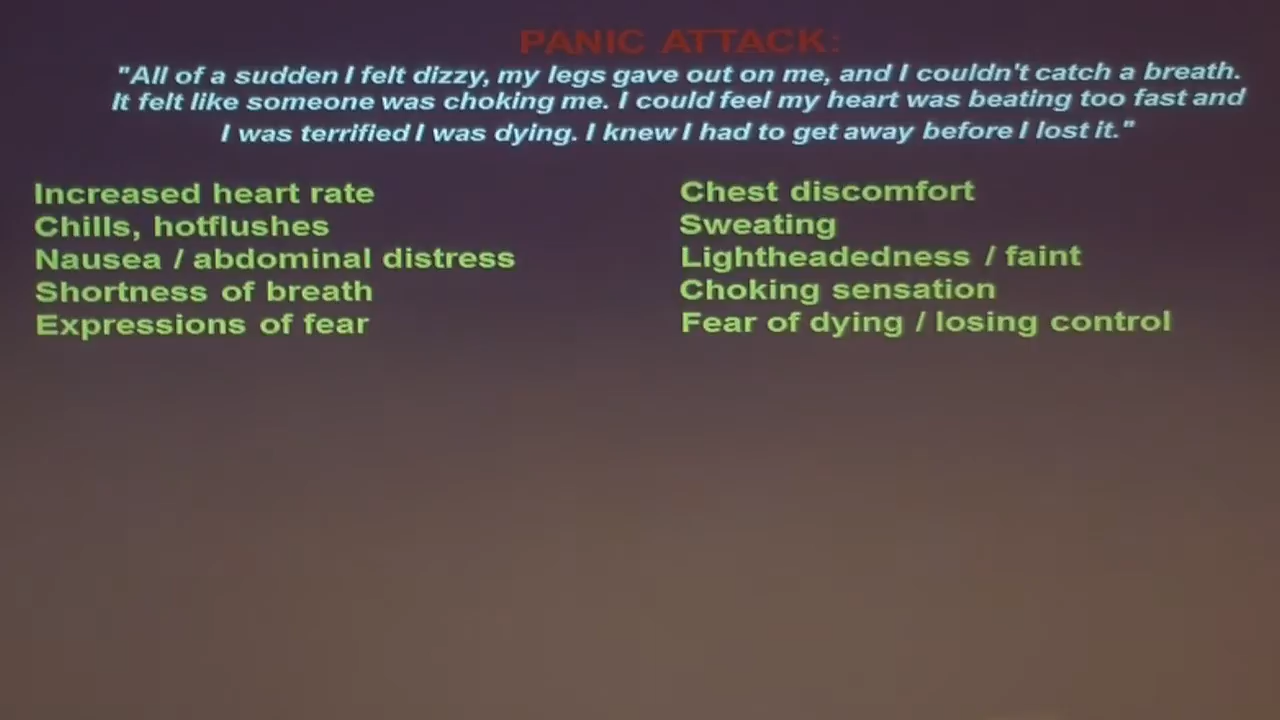 PANIC ATTACK:
"All of a sudden I felt dizzy, my legs gave out on me, and I couldn't catch a breath.
It felt like someone was choking me. I could feel my heart was beating too fast and
I was terrified I was dying. I knew I had to get away before I lost it."
Increased heart rate
Chills, hotflushes
Nausea / abdominal distress
Shortness of breath
Expressions of fear
Chest discomfort
Sweating
Lightheadedness / faint
Choking sensation
Fear of dying / losing control